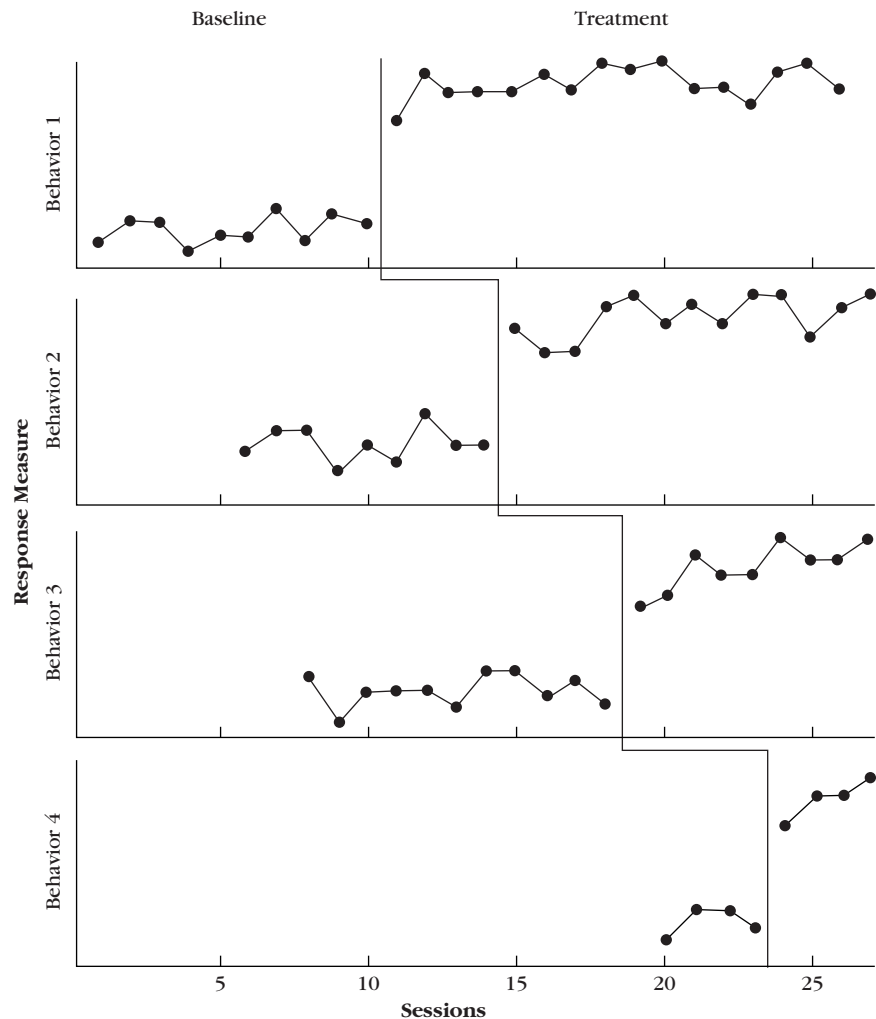 Baseline Treatment
Behavior 1
Behavior 2
Response Measure
Behavior 3
Behavior 4
5 10 15 20 25
Sessions